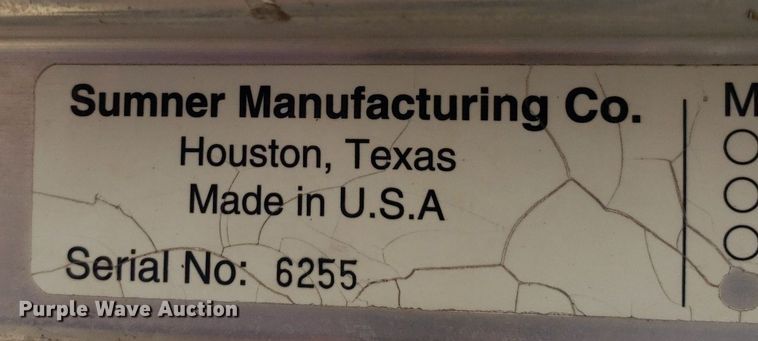 Sumner Manufacturing Co.
Houston, Texas
Made in U.S.A
Serial No: 6255
M
Purple Wave Auction